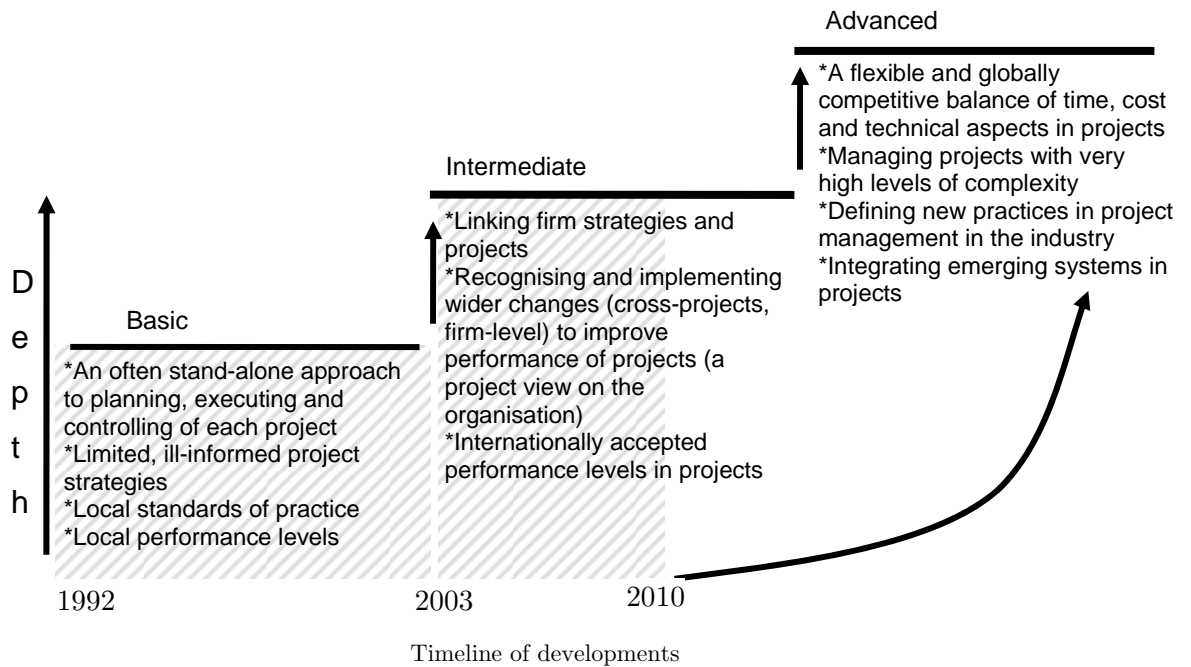 Advanced
*A flexible and globally
competitive balance of time, cost
and technical aspects in projects
*Managing projects with very
high levels of complexity
*Defining new practices in project
management in the industry
*Integrating emerging systems in
projects
Intermediate
*Linking firm strategies and
projects
*Recognising and implementing
wider changes (cross-projects,
firm-level) to improve
performance of projects (a
project view on the
organisation)
*Internationally accepted
performance levels in projects
Depth
Basic
*An often stand-alone approach
to planning, executing and
controlling of each project
*Limited, ill-informed project
strategies
*Local standards of practice
*Local performance levels
1992 2003 2010
Timeline of developments